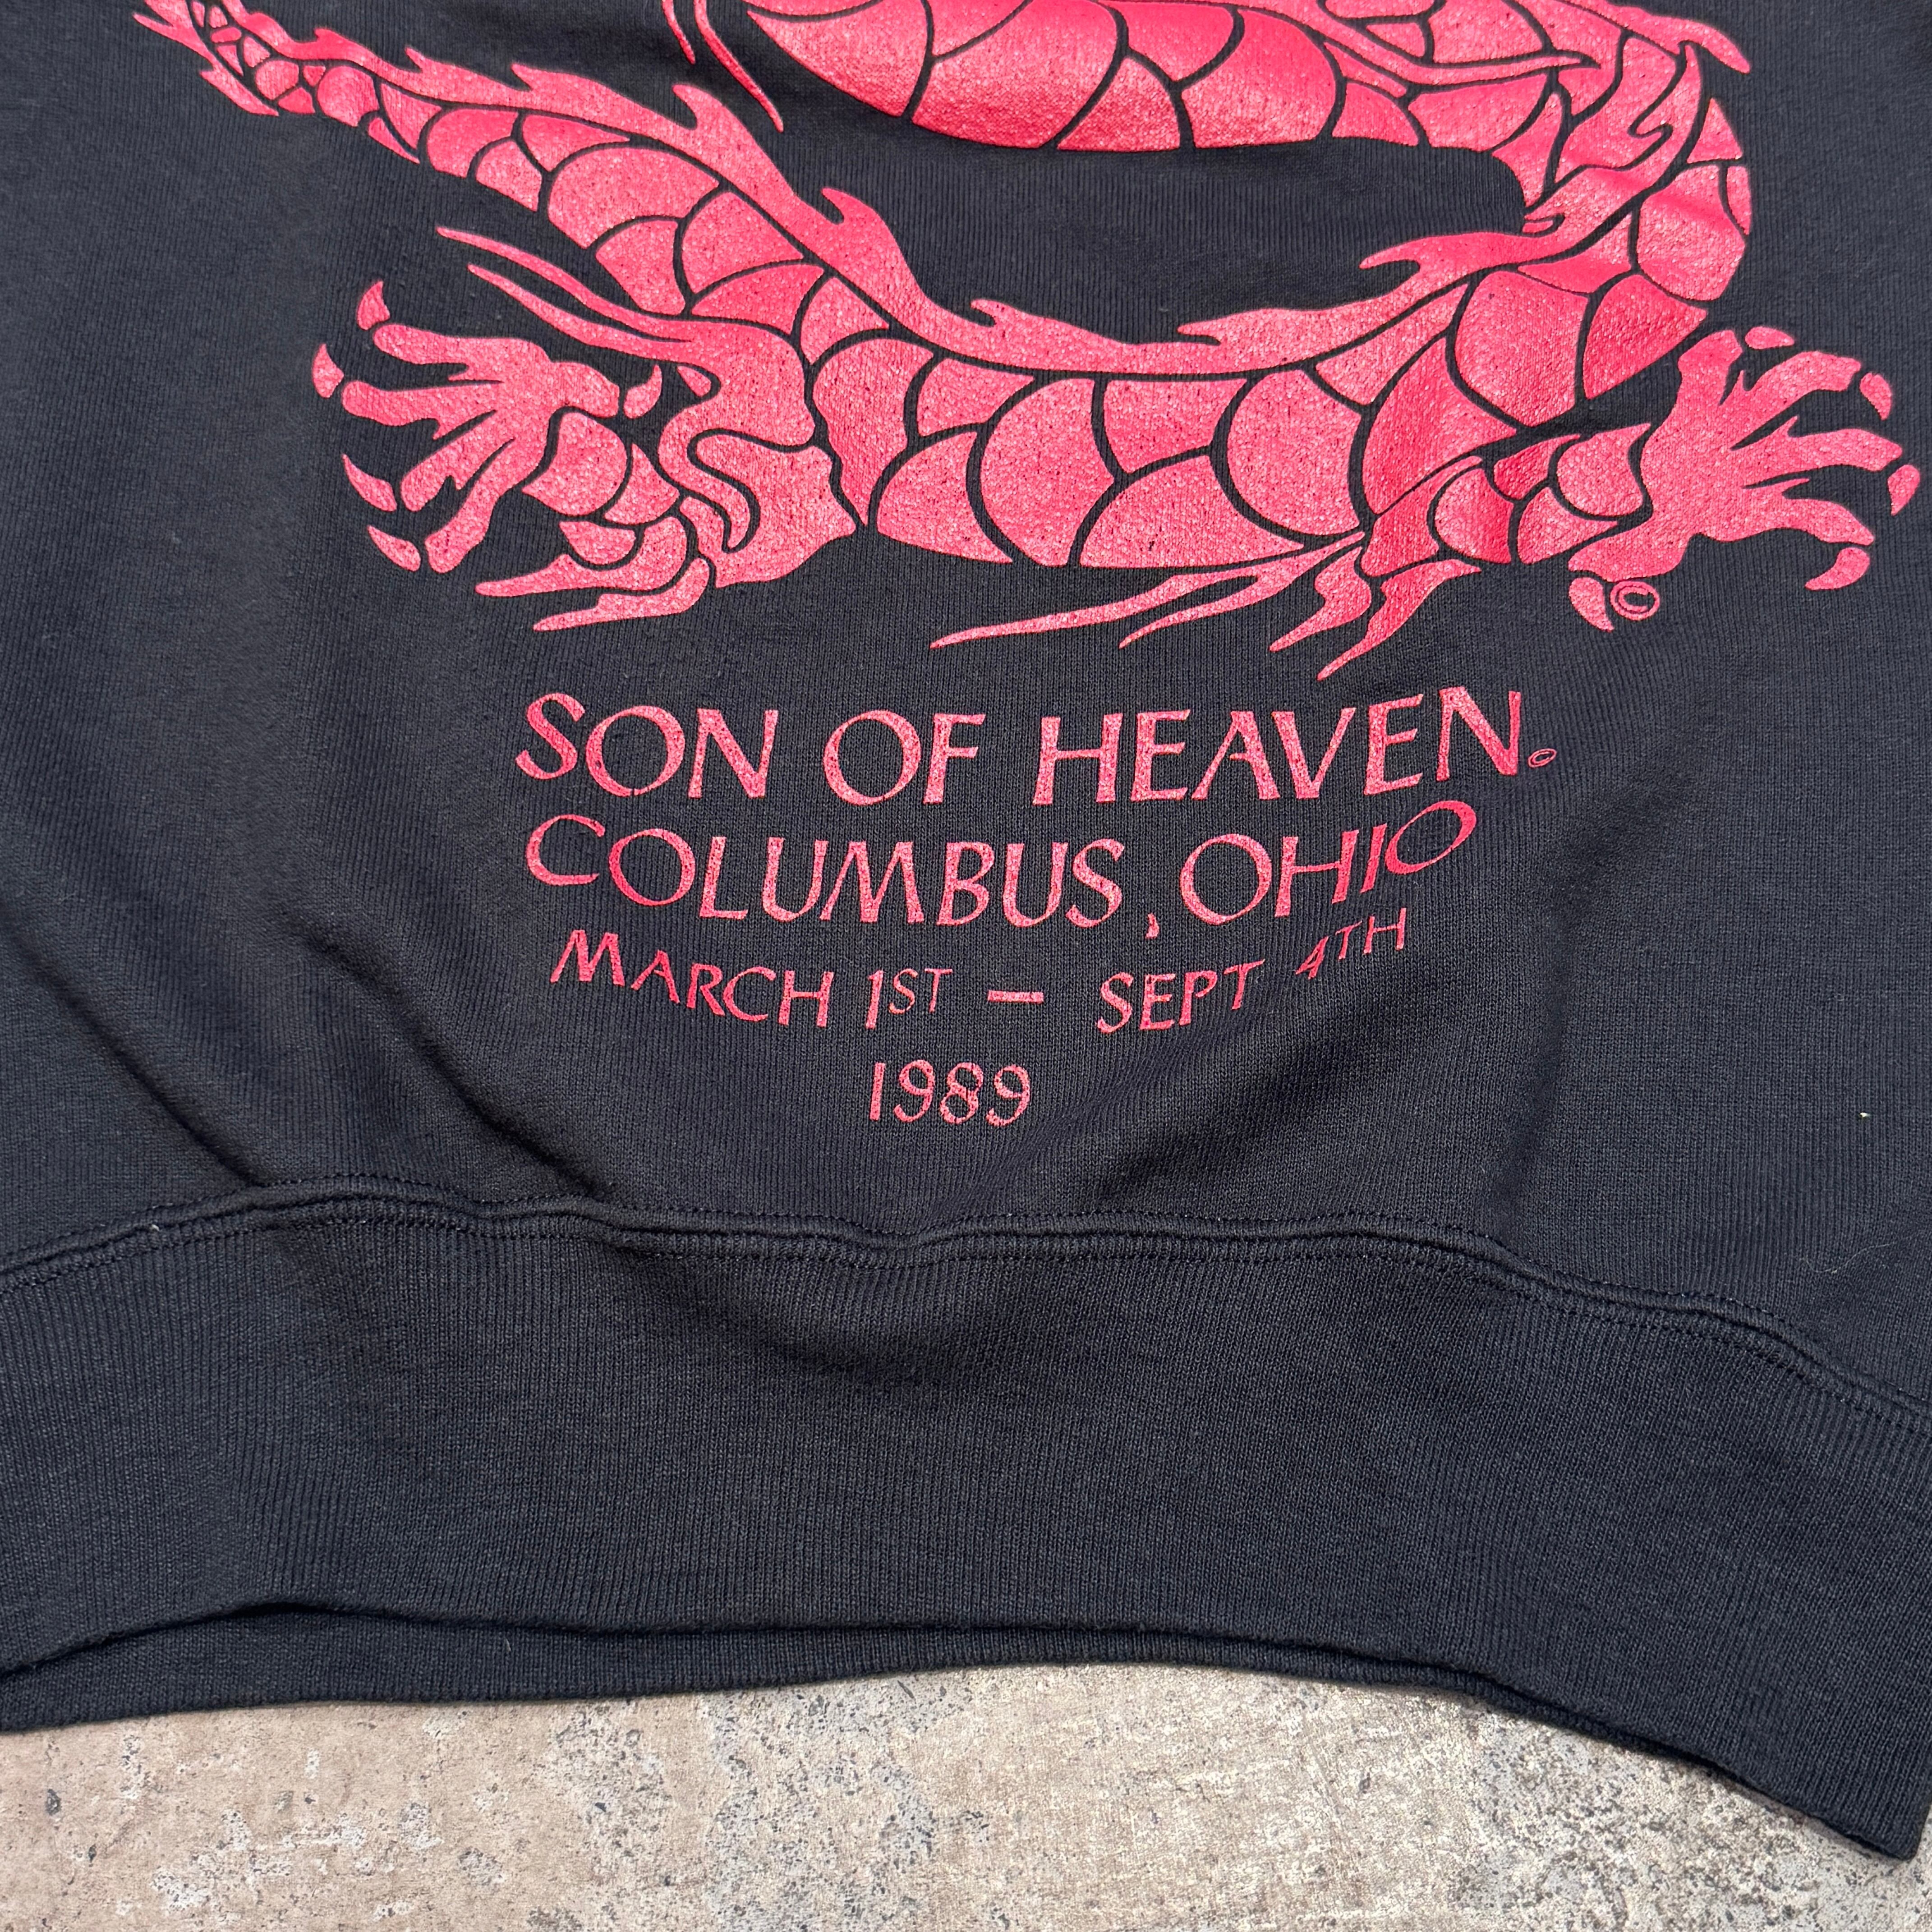 ©
SON OF HEAVEN©
COLUMBUS, OHIO
MARCH 1ST — SEPT 4TH
1989